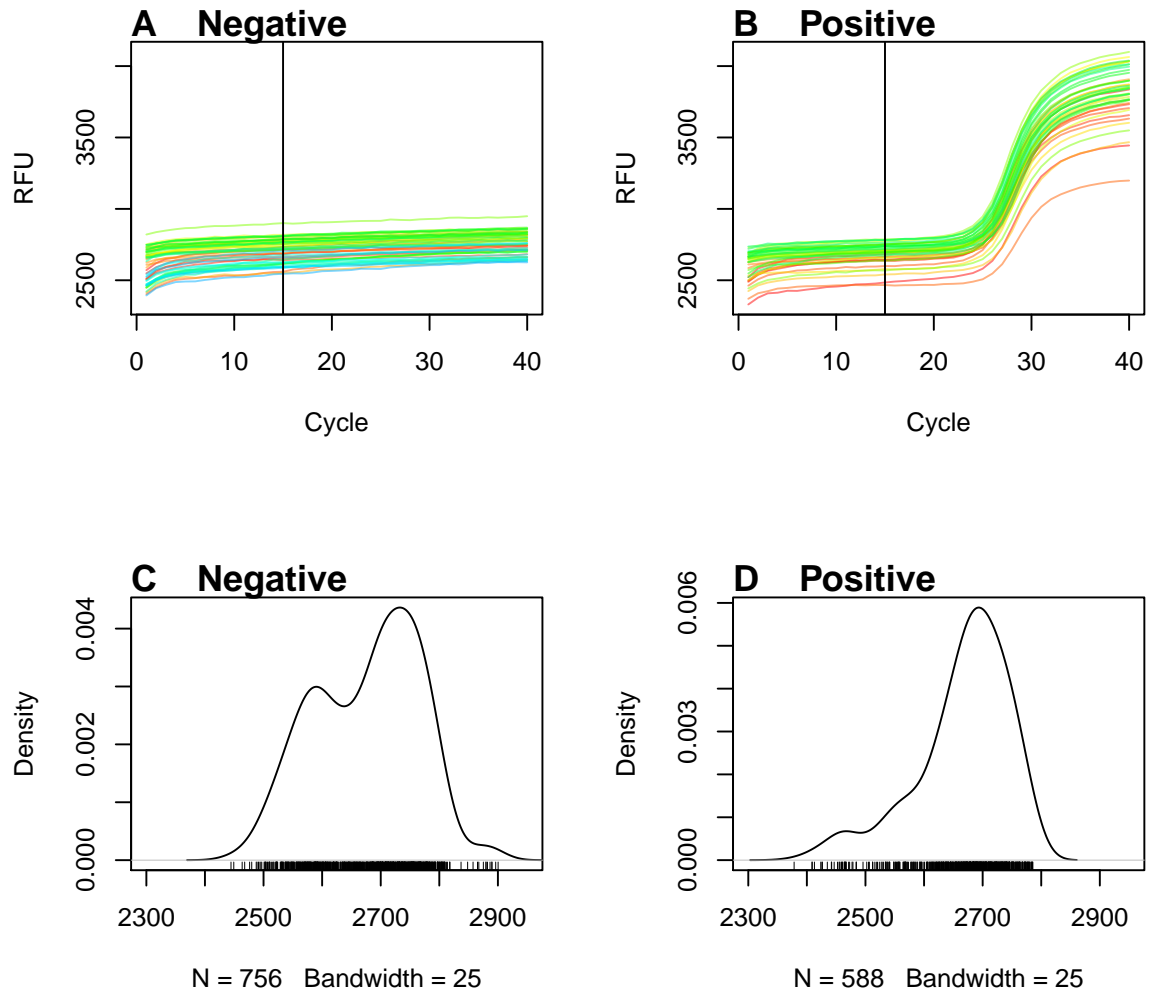 A Negative
RFU
2500
3500
0
10
20
30
40
Cycle
B Positive
RFU
2500
3500
0
10
20
30
40
Cycle
C Negative
Density
0.000
0.002
0.004
2300
2500
2700
2900
N = 756 Bandwidth = 25
D Positive
Density
0.000
0.003
0.006
2300
2500
2700
2900
N = 588 Bandwidth = 25